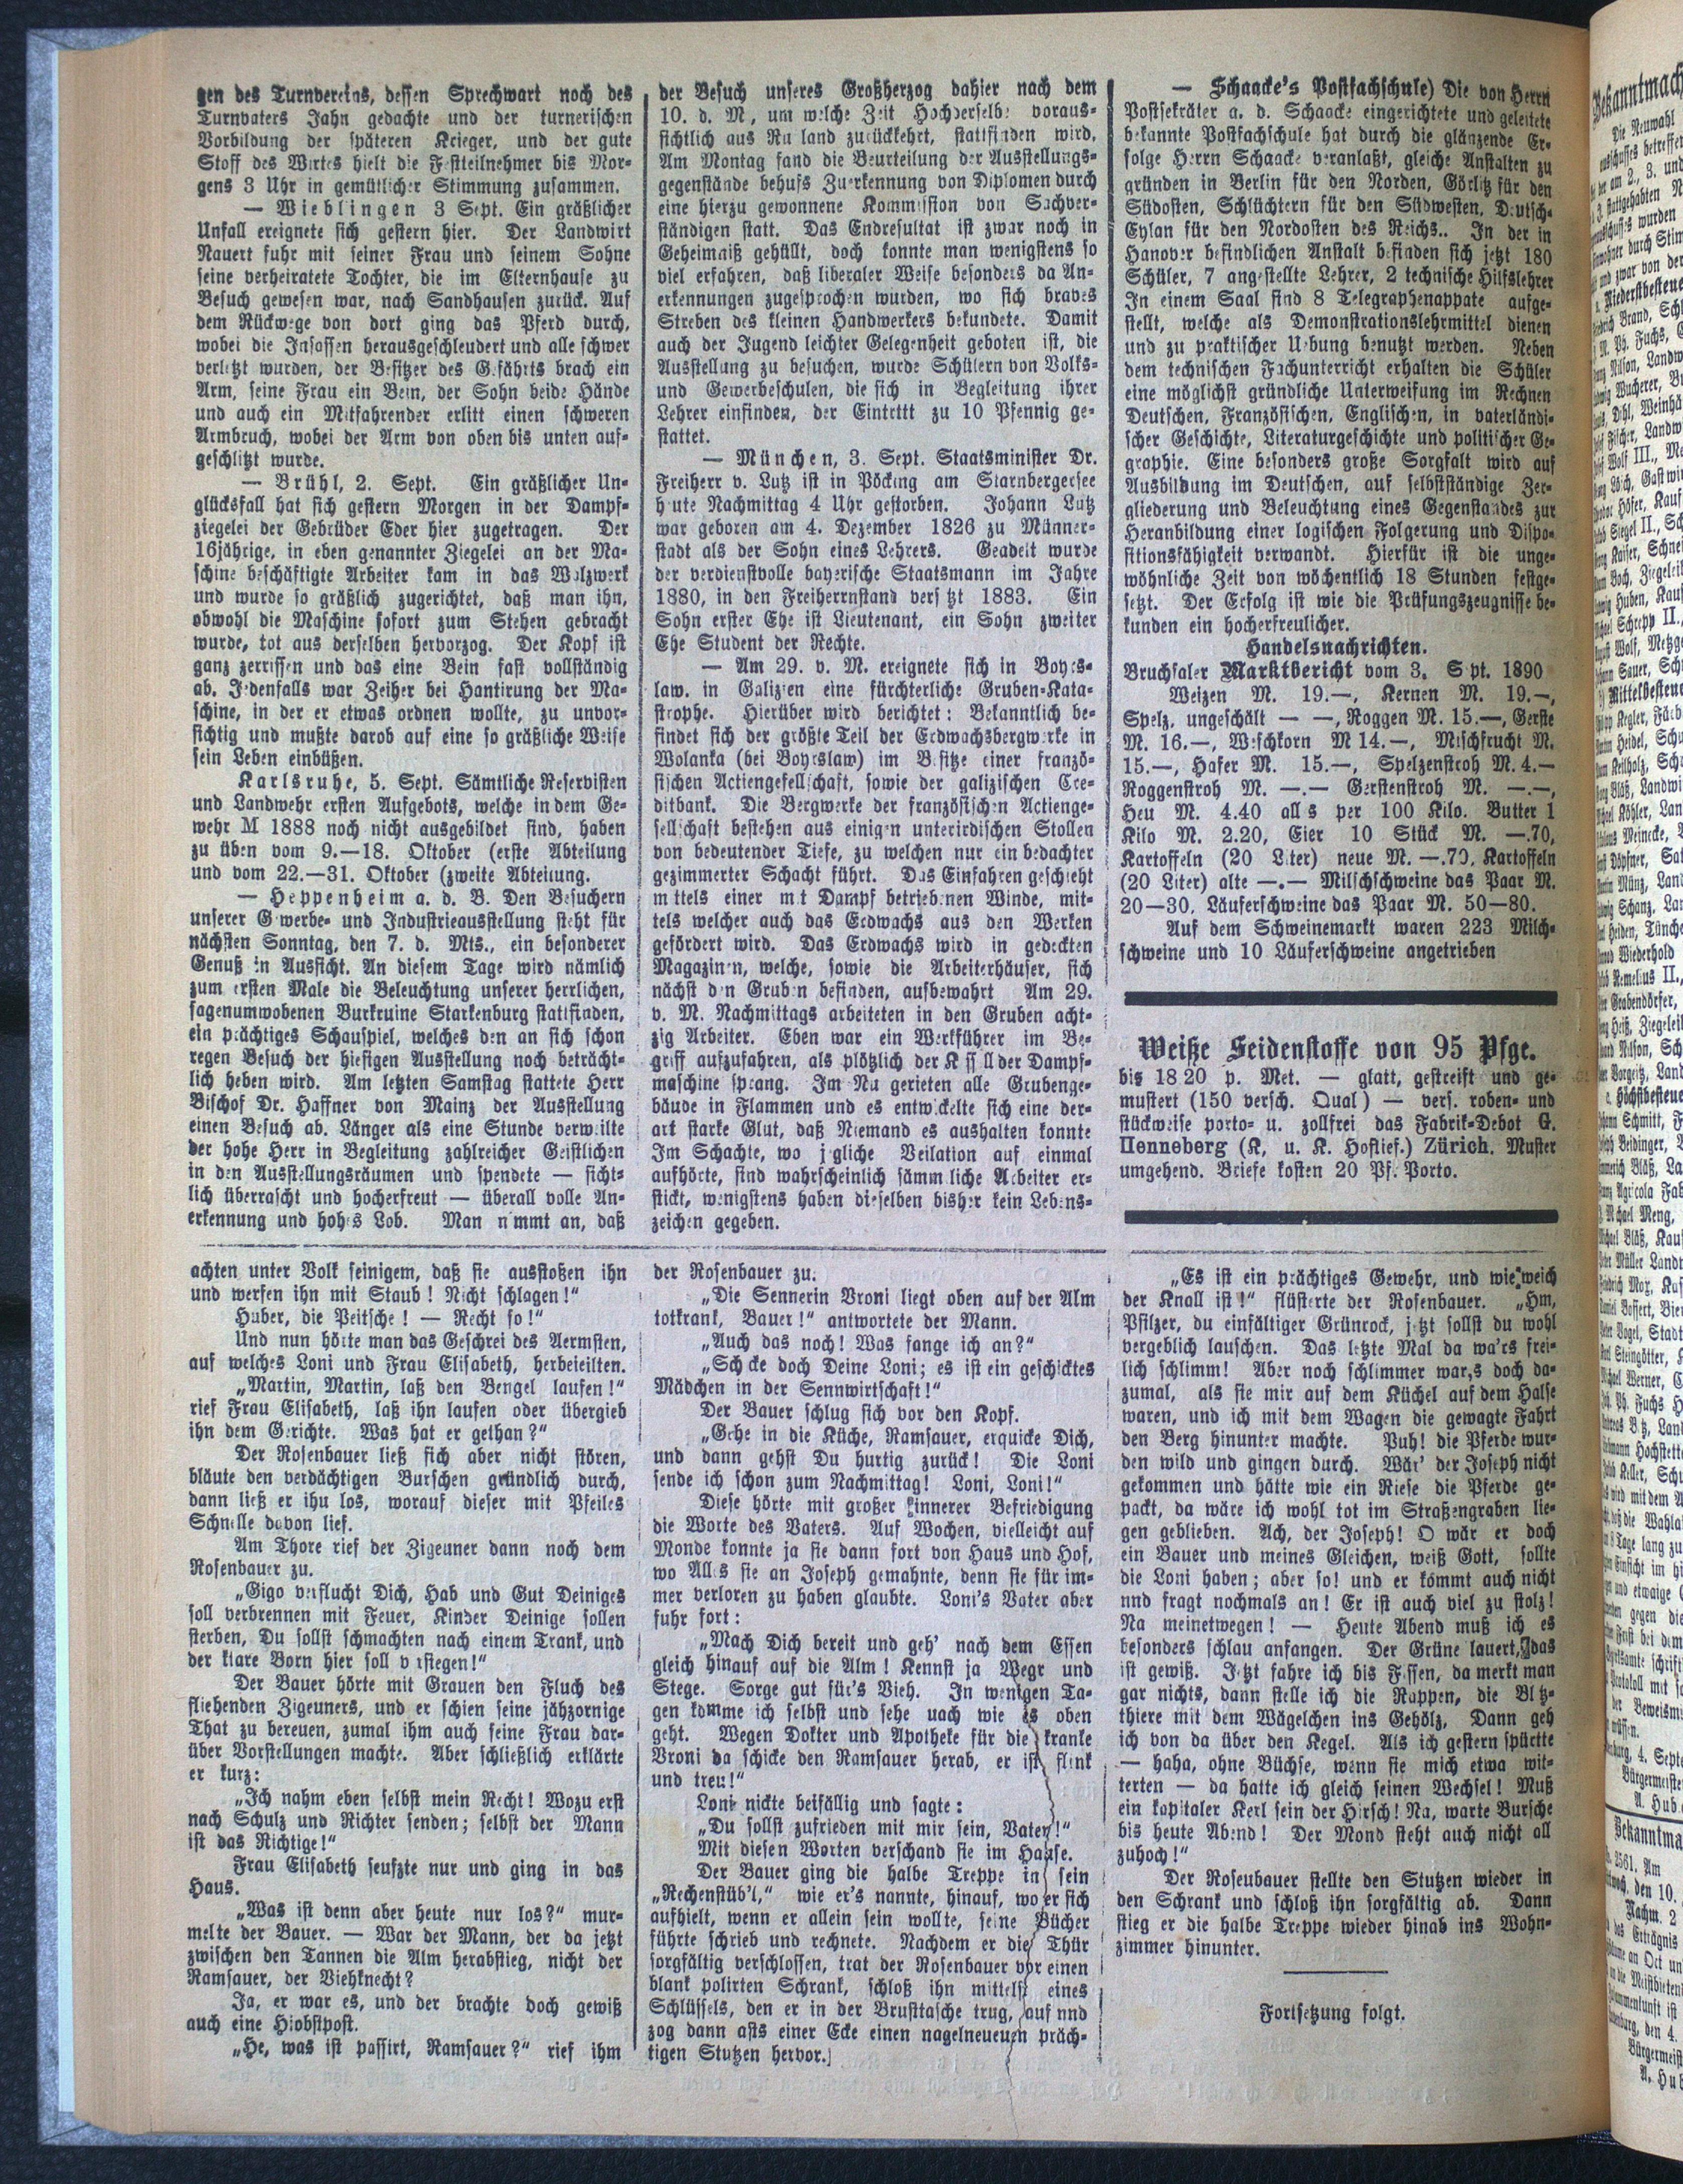 gen des Turnvereins, dessen Sprechwart noch des
Turnvaters Jahn gedachte und der turnerischen
Vorbildung der späteren Krieger, und der gute
Stoff des Wirtes hielt die Festteilnehmer bis Mor-
gens 3 Uhr in gemütlicher Stimmung zusammen.
— Wieblingen 3 Sept. Ein gräßlicher
Unfall ereignete sich gestern hier. Der Landwirt
Nauert fuhr mit seiner Frau und seinem Sohne
seine verheiratete Tochter, die im Elternhause zu
Besuch gewesen war, nach Sandhausen zurück. Auf
dem Rückwege von dort ging das Pferd durch,
wobei die Insassen herausgeschleudert und alle schwer
verletzt wurden, der Besitzer des Gefährts brach ein
Arm, seine Frau ein Bein, der Sohn beide Hände
und auch ein Mitfahrender erlitt einen schweren
Armbruch, wobei der Arm von oben bis unten auf-
geschlitzt wurde.
— Brühl, 2. Sept. Ein gräßlicher Un-
glücksfall hat sich gestern Morgen in der Dampf-
ziegelei der Gebrüder Eder hier zugetragen. Der
16jährige, in eben genannter Ziegelei an der Ma-
schine beschäftigte Arbeiter kam in das Walzwerk
und wurde so gräßlich zugerichtet, daß man ihn,
obwohl die Maschine sofort zum Stehen gebracht
wurde, tot aus derselben hervorzog. Der Kopf ist
ganz zerrissen und das eine Bein fast vollständig
ab. Jedenfalls war Zeiher bei Hantirung der Ma-
schine, in der er etwas ordnen wollte, zu unvor-
sichtig und mußte darob auf eine so gräßliche Weise
sein Leben einbüßen.
Karlsruhe, 5. Sept. Sämtliche Reservisten
und Landwehr ersten Aufgebots, welche in dem Ge-
wehr M 1888 noch nicht ausgebildet sind, haben
zu üben vom 9.—18. Oktober (erste Abteilung
und vom 22.—31. Oktober (zweite Abteilung.
— Heppenheim a. d. B. Den Besuchern
unserer Gewerbe- und Industrieausstellung steht für
nächsten Sonntag, den 7. d. Mts., ein besonderer
Genuß in Aussicht. An diesem Tage wird nämlich
zum ersten Male die Beleuchtung unserer herrlichen,
sagenumwobenen Burkruine Starkenburg stattfinden,
ein prächtiges Schauspiel, welches den an sich schon
regen Besuch der hiesigen Ausstellung noch beträcht-
lich heben wird. Am letzten Samstag stattete Herr
Bischof Dr. Haffner von Mainz der Ausstellung
einen Besuch ab. Länger als eine Stunde verweilte
der hohe Herr in Begleitung zahlreicher Geistlichen
in den Ausstellungsräumen und spendete — sicht-
lich überrascht und hocherfreut — überall volle An-
erkennung und hohes Lob. Man nimmt an, daß
der Besuch unseres Großherzog dahier nach dem
10. d. M, um welche Zeit Hochderselbe voraus-
sichtlich aus Rußland zurückkehrt, stattfinden wird.
Am Montag fand die Beurteilung der Ausstellungs-
gegenstände behufs Zuerkennung von Diplomen durch
eine hierzu gewonnene Kommission von Sachver-
ständigen statt. Das Endresultat ist zwar noch in
Geheimniß gehüllt, doch konnte man wenigstens so
viel erfahren, daß liberaler Weise besonders da An-
erkennungen zugesprochen wurden, wo sich braves
Streben des kleinen Handwerkers bekundete. Damit
auch der Jugend leichter Gelegenheit geboten ist, die
Ausstellung zu besuchen, wurde Schülern von Volks-
und Gewerbeschulen, die sich in Begleitung ihrer
Lehrer einfinden, der Eintrttt zu 10 Pfennig ge-
stattet.
— München, 3. Sept. Staatsminister Dr.
Freiherr v. Lutz ist in Pöcking am Starnbergersee
heute Nachmittag 4 Uhr gestorben. Johann Lutz
war geboren am 4. Dezember 1826 zu Münner-
stadt als der Sohn eines Lehrers. Geadelt wurde
der verdienstvolle bayerische Staatsmann im Jahre
1880, in den Freiherrnstand versetzt 1883. Ein
Sohn erster Ehe ist Lieutenant, ein Sohn zweiter
Ehe Student der Rechte.
— Am 29. v. M. ereignete sich in Boyrs-
law. in Galizien eine fürchterliche Gruben-Kata-
strophe. Hierüber wird berichtet: Bekanntlich be-
findet sich der größte Teil der Erdwachsbergwerke in
Wolanka (bei Boyrslaw) im Besitze einer französ-
sischen Actiengesellschaft, sowie der galizischen Cre-
ditbank. Die Bergwerke der französischen Actienge-
sellschaft bestehen aus einigen unterirdischen Stollen
von bedeutender Tiefe, zu welchen nur ein bedachter
gezimmerter Schacht führt. Das Einfahren geschieht
mittels einer mit Dampf betriebenen Winde, mit-
tels welcher auch das Erdwachs aus den Werken
gefördert wird. Das Erdwachs wird in gedeckten
Magazinen, welche, sowie die Arbeiterhäuser, sich
nächst den Gruben befinden, aufbewahrt Am 29.
v. M. Nachmittags arbeiteten in den Gruben acht-
zig Arbeiter. Eben war ein Werkführer im Be-
griff aufzufahren, als plötzlich der Kessel der Dampf-
maschine sprang. Im Nu gerieten alle Grubenge-
bäude in Flammen und es entwickelte sich eine der-
art starke Glut, daß Niemand es aushalten konnte
Im Schachte, wo jegliche Veilation auf einmal
aufhörte, sind wahrscheinlich sämmliche Arbeiter er-
stickt, wenigstens haben dieselben bisher kein Lebens-
zeichen gegeben.
— Schaacke's Postfachschule) Die von Herrn
Postsekräter a. d. Schaacke eingerichtete und geleitete
bekannte Postfachschule hat durch die glänzende Er-
folge Herrn Schaacke veranlaßt, gleiche Anstalten zu
gründen in Berlin für den Norden, Görlitz für den
Südosten, Schlüchtern für den Südwesten, Deutsch-
Eylan für den Nordosten des Reichs.. In der in
Hanover befindlichen Anstalt befinden sich jetzt 180
Schüler, 7 angestellte Lehrer, 2 technische Hilfslehrer
In einem Saal sind 8 Telegraphenappate aufge-
stellt, welche als Demonstrationslehrmittel dienen
und zu praktischer Uebung benutzt werden. Neben
dem technischen Fachunterricht erhalten die Schüler
eine möglichst gründliche Unterweisung im Rechnen
Deutschen, Französischen, Englischen, in vaterländi-
scher Geschichte, Literaturgeschichte und politischer Ge-
graphie. Eine besonders große Sorgfalt wird auf
Ausbildung im Deutschen, auf selbstständige Zer-
gliederung und Beleuchtung eines Gegenstandes zur
Heranbildung einer logischen Folgerung und Dispo-
sitionsfähigkeit verwandt. Hierfür ist die unge-
wöhnliche Zeit von wöchentlich 18 Stunden festge-
setzt. Der Erfolg ist wie die Prüfungszeugnisse be-
kunden ein hocherfreulicher.
Handelsnachrichten.
Bruchsaler Marktbericht vom 3. Sept. 1890
Weizen M. 19.—, Kernen M. 19.—,
Spelz, ungeschält — —, Roggen M. 15.—, Gerste
M. 16.—, Welschkorn M 14.—, Mischfrucht M.
15.—, Hafer M. 15.—, Spelzenstroh M. 4.—
Roggenstroh M. —.— Gerstenstroh M. —.—,
Heu M. 4.40 alls per 100 Kilo. Butter 1
Kilo M. 2.20, Eier 10 Stück M. —.70,
Kartoffeln (20 Liter) neue M. —.70, Kartoffeln
(20 Liter) alte —.— Milschschweine das Paar M.
20—30, Läuferschweine das Paar M. 50—80.
Auf dem Schweinemarkt waren 223 Milch-
schweine und 10 Läuferschweine angetrieben
Weiße Seidenstoffe von 95 Pfge.
bis 18 20 p. Met. — glatt, gestreift und ge-
mustert (150 versch. Qual) — vers. roben- und
stückweise porto- u. zollfrei das Fabrik-Debot G.
Henneberg (K, u. K. Hoflief.) Zürich. Muster
umgehend. Briefe kosten 20 Pf. Porto.
achten unter Volk seinigem, daß sie ausstoßen ihn
und werfen ihn mit Staub! Nicht schlagen!"
Huber, die Peitsche! — Recht so!"
Und nun hörte man das Geschrei des Aermsten,
auf welches Loni und Frau Elisabeth, herbeieilten.
„Martin, Martin, laß den Bengel laufen!"
rief Frau Elisabeth, laß ihn laufen oder übergieb
ihn dem Gerichte. Was hat er gethan?"
Der Rosenbauer ließ sich aber nicht stören,
bläute den verdächtigen Burschen gründlich durch,
dann ließ er ihu los, worauf dieser mit Pfeiles
Schnelle davon lief.
Am Thore rief der Zigeuner dann noch dem
Rosenbauer zu.
„Gigo verflucht Dich, Hab und Gut Deiniges
soll verbrennen mit Feuer, Kinder Deinige sollen
sterben, Du sollst schmachten nach einem Trank, und
der klare Born hier soll versiegen!"
Der Bauer hörte mit Grauen den Fluch des
fliehenden Zigeuners, und er schien seine jähzornige
That zu bereuen, zumal ihm auch seine Frau dar-
über Vorstellungen machte. Aber schließlich erklärte
er kurz:
„Ich nahm eben selbst mein Recht! Wozu erst
nach Schulz und Richter senden; selbst der Mann
ist das Richtige!"
Frau Elisabeth seufzte nur und ging in das
Haus.
„Was ist denn aber heute nur los?" mur-
melte der Bauer. — War der Mann, der da jetzt
zwischen den Tannen die Alm herabstieg, nicht der
Ramsauer, der Viehknecht?
Ja, er war es, und der brachte doch gewiß
auch eine Hiobstpost.
„He, was ist passirt, Ramsauer?" rief ihm
der Rosenbauer zu.
„Die Sennerin Vroni liegt oben auf der Alm
totkrank, Bauer!" antwortete der Mann.
„Auch das noch! Was fange ich an?"
„Schicke doch Deine Loni; es ist ein geschicktes
Mädchen in der Sennwirtschaft!"
Der Bauer schlug sich vor den Kopf.
„Gehe in die Küche, Ramsauer, erquicke Dich,
und dann gehst Du hurtig zurück! Die Loni
sende ich schon zum Nachmittag! Loni, Loni!"
Diese hörte mit großer innerer Befriedigung
die Worte des Vaters. Auf Wochen, vielleicht auf
Monde konnte ja sie dann fort von Haus und Hof,
wo Alles sie an Joseph gemahnte, denn sie für im-
mer verloren zu haben glaubte. Loni's Vater aber
fuhr fort:
„Mach Dich bereit und geh' nach dem Essen
gleich hinauf auf die Alm! Kennst ja Wegr und
Stege. Sorge gut für's Vieh. In wenigen Ta-
gen komme ich selbst und sehe uach wie es oben
geht. Wegen Dokter und Apotheke für die kranke
Vroni da schicke den Ramsauer herab, er ist flink
und treu!"
Loni nickte beifällig und sagte:
„Du sollst zufrieden mit mir sein, Vater!"
Mit diesen Worten verschand sie im Hause.
Der Bauer ging die halbe Treppe in sein
„Rechenstüb'l," wie er's nannte, hinauf, wo er sich
aufhielt, wenn er allein sein wollte, seine Bücher
führte schrieb und rechnete. Nachdem er die Thür
sorgfältig verschlossen, trat der Rosenbauer vor einen
blank polirten Schrank, schloß ihn mittelst eines
Schlüssels, den er in der Brusttasche trug, auf nnd
zog dann asts einer Ecke einen nagelneueun präch-
tigen Stutzen hervor.
„Es ist ein prächtiges Gewehr, und wie weich
der Knall ist!" flüsterte der Rosenbauer. „Hm,
Pfilzer, du einfältiger Grünrock, jetzt sollst du wohl
vergeblich lauschen. Das letzte Mal da wa'rs frei-
lich schlimm! Aber noch schlimmer war,s doch da-
zumal, als sie mir auf dem Küchel auf dem Halse
waren, und ich mit dem Wagen die gewagte Fahrt
den Berg hinunter machte. Puh! die Pferde wur-
den wild und gingen durch. Wär' der Joseph nicht
gekommen und hätte wie ein Riese die Pferde ge-
packt, da wäre ich wohl tot im Straßengraben lie-
gen geblieben. Ach, der Joseph! O wär er doch
ein Bauer und meines Gleichen, weiß Gott, sollte
die Loni haben; aber so! und er kömmt auch nicht
nnd fragt nochmals an! Er ist auch viel zu stolz!
Na meinetwegen! — Heute Abend muß ich es
besonders schlau anfangen. Der Grüne lauert, das
ist gewiß. Jetzt fahre ich bis Fissen, da merkt man
gar nichts, dann stelle ich die Rappen, die Blitz-
thiere mit dem Wägelchen ins Gehölz, Dann geh
ich von da über den Kegel. Als ich gestern spürte
— haha, ohne Büchse, wenn sie mich etwa wit-
terten — da hatte ich gleich seinen Wechsel! Muß
ein kapitaler Kerl sein der Hirsch! Na, warte Bursche
bis heute Abend! Der Mond steht auch nicht all
zuhoch!"
Der Rosenbauer stellte den Stutzen wieder in
den Schrank und schloß ihn sorgfältig ab. Dann
stieg er die halbe Treppe wieder hinab ins Wohn-
zimmer hinunter.
Fortsetzung folgt.